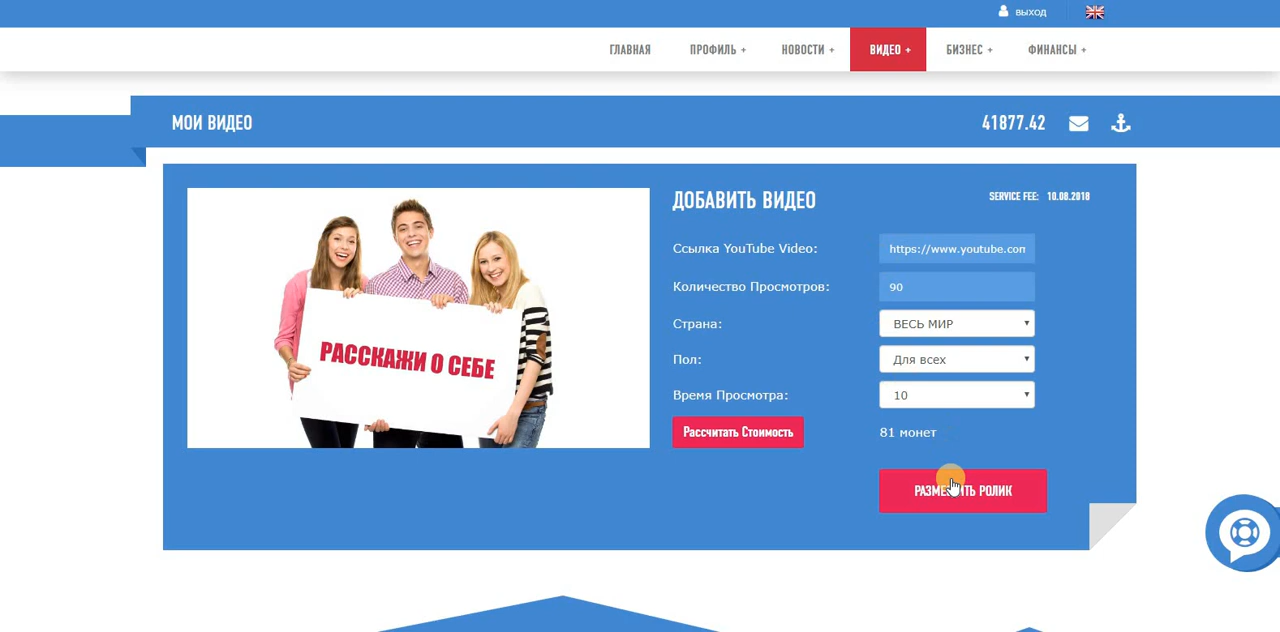 выход
ГЛАВНАЯ ПРОФИЛЬ + НОВОСТИ + ВИДЕО + БИЗНЕС + ФИНАНСЫ +
МОИ ВИДЕО 41877.42
ДОБАВИТЬ ВИДЕО SERVICE FEE: 10.08.2018
Ссылка YouTube Video: https://www.youtube.com
Количество Просмотров: 90
Страна: ВЕСЬ МИР
Пол: Для всех
Время Просмотра: 10
Рассчитать Стоимость 81 монет
РАЗМЕСТИТЬ РОЛИК
РАССКАЖИ О СЕБЕ